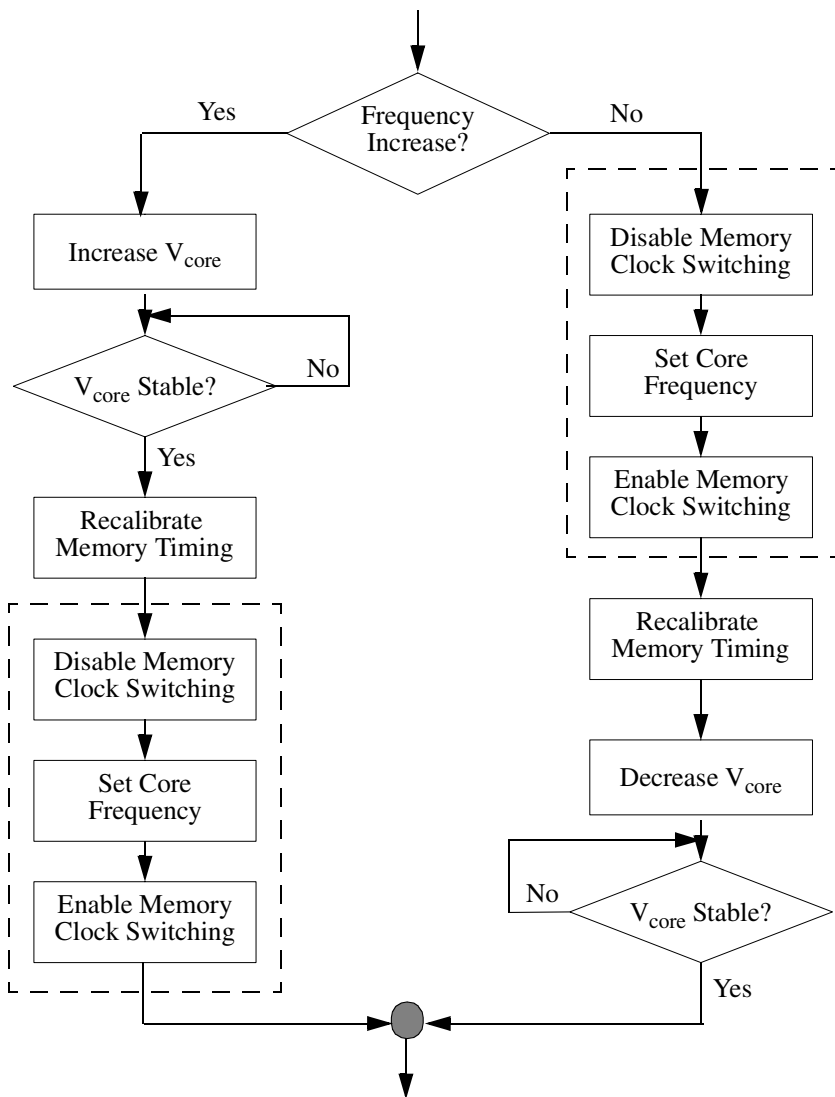 Frequency
Increase?
Yes
No
Increase Vcore
Vcore Stable?
No
Yes
Recalibrate
Memory Timing
Disable Memory
Clock Switching
Set Core
Frequency
Enable Memory
Clock Switching
Disable Memory
Clock Switching
Set Core
Frequency
Enable Memory
Clock Switching
Recalibrate
Memory Timing
Decrease Vcore
Vcore Stable?
No
Yes